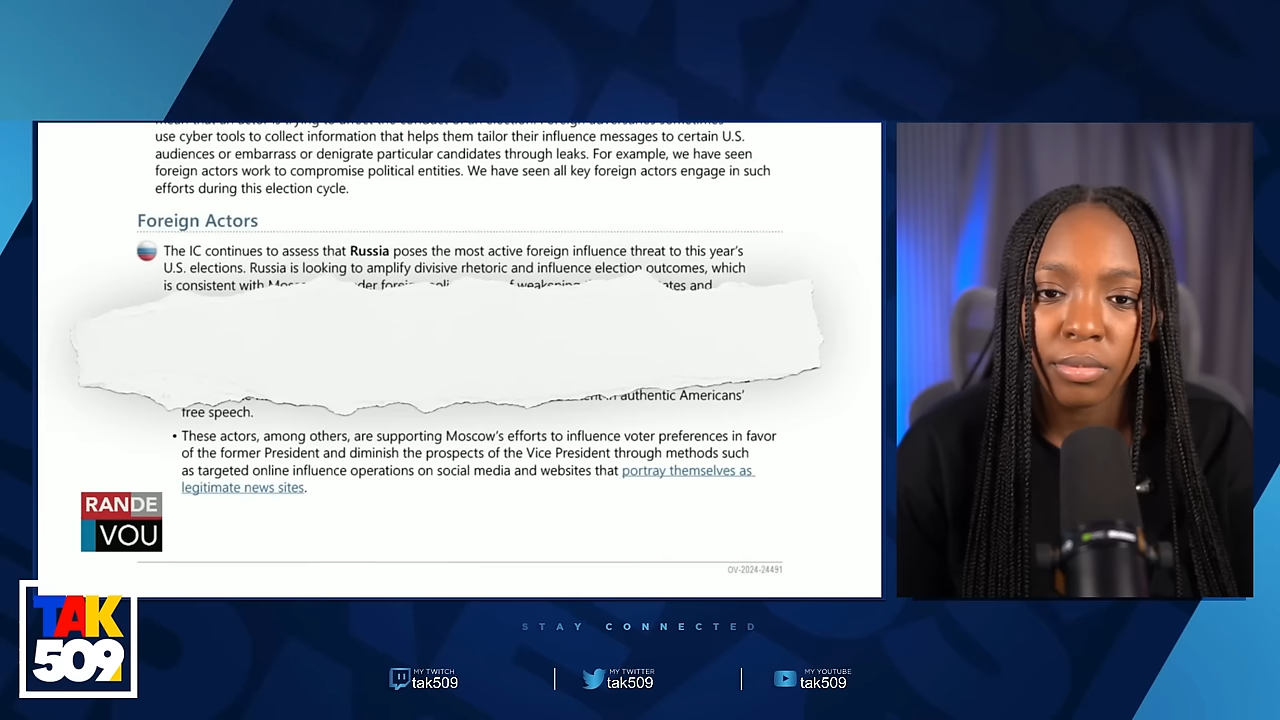 use cyber tools to collect information that helps them tailor their influence messages to certain U.S.
audiences or embarrass or denigrate particular candidates through leaks. For example, we have seen
foreign actors work to compromise political entities. We have seen all key foreign actors engage in such
efforts during this election cycle.
Foreign Actors
The IC continues to assess that Russia poses the most active foreign influence threat to this year's
U.S. elections. Russia is looking to amplify divisive rhetoric and influence election outcomes, which
is consistent with
authentic Americans'
free speech.
• These actors, among others, are supporting Moscow's efforts to influence voter preferences in favor
of the former President and diminish the prospects of the Vice President through methods such
as targeted online influence operations on social media and websites that portray themselves as
legitimate news sites.
RANDE
VOU
OV-2024-24491
TAK
509
STAY CONNECTED
MY TWITCH
tak509
MY TWITTER
tak509
MY YOUTUBE
tak509